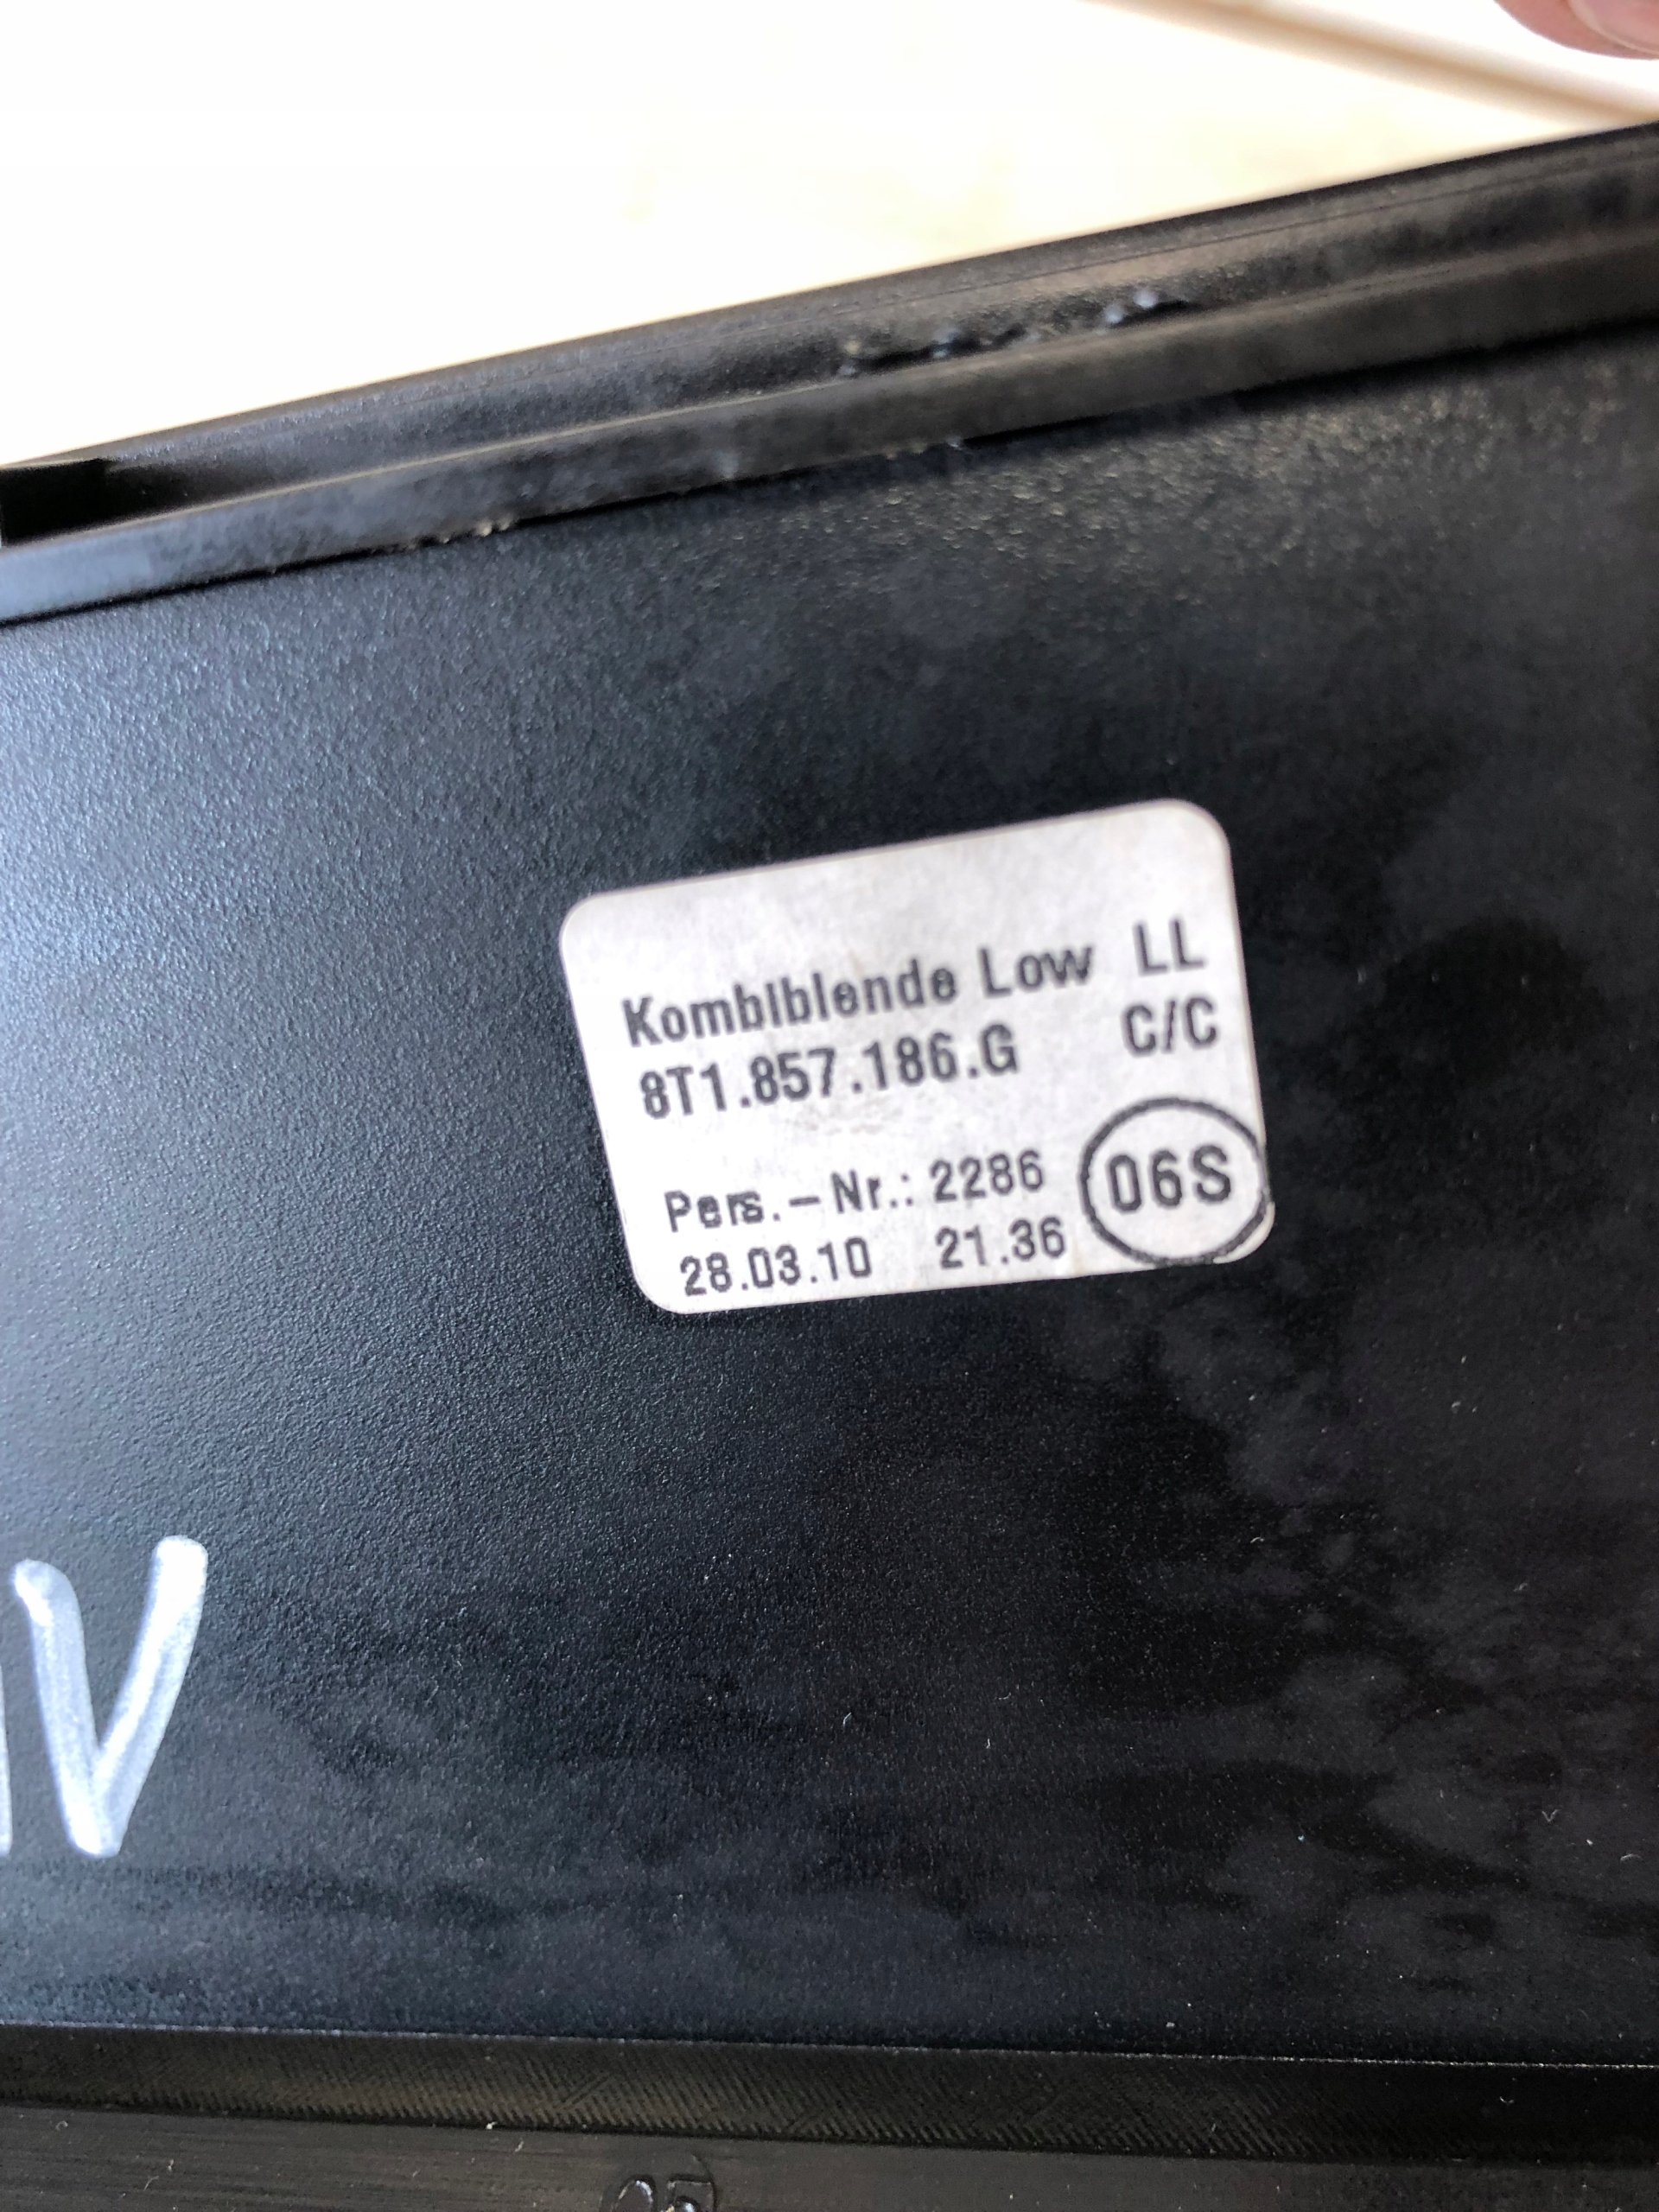 Kombiblende Low LL
8T1.857.186.G C/C
Pers.-Nr.: 2286
06S
28.03.10 21.36
V